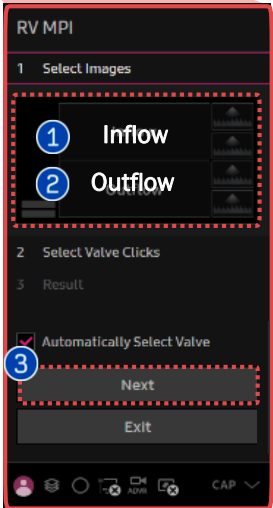 RV MPI
1 Select Images
1 Inflow
2 Outflow
2 Select Valve Clicks
3 Result
Automatically Select Valve
3
Next
Exit
ADVM CAP